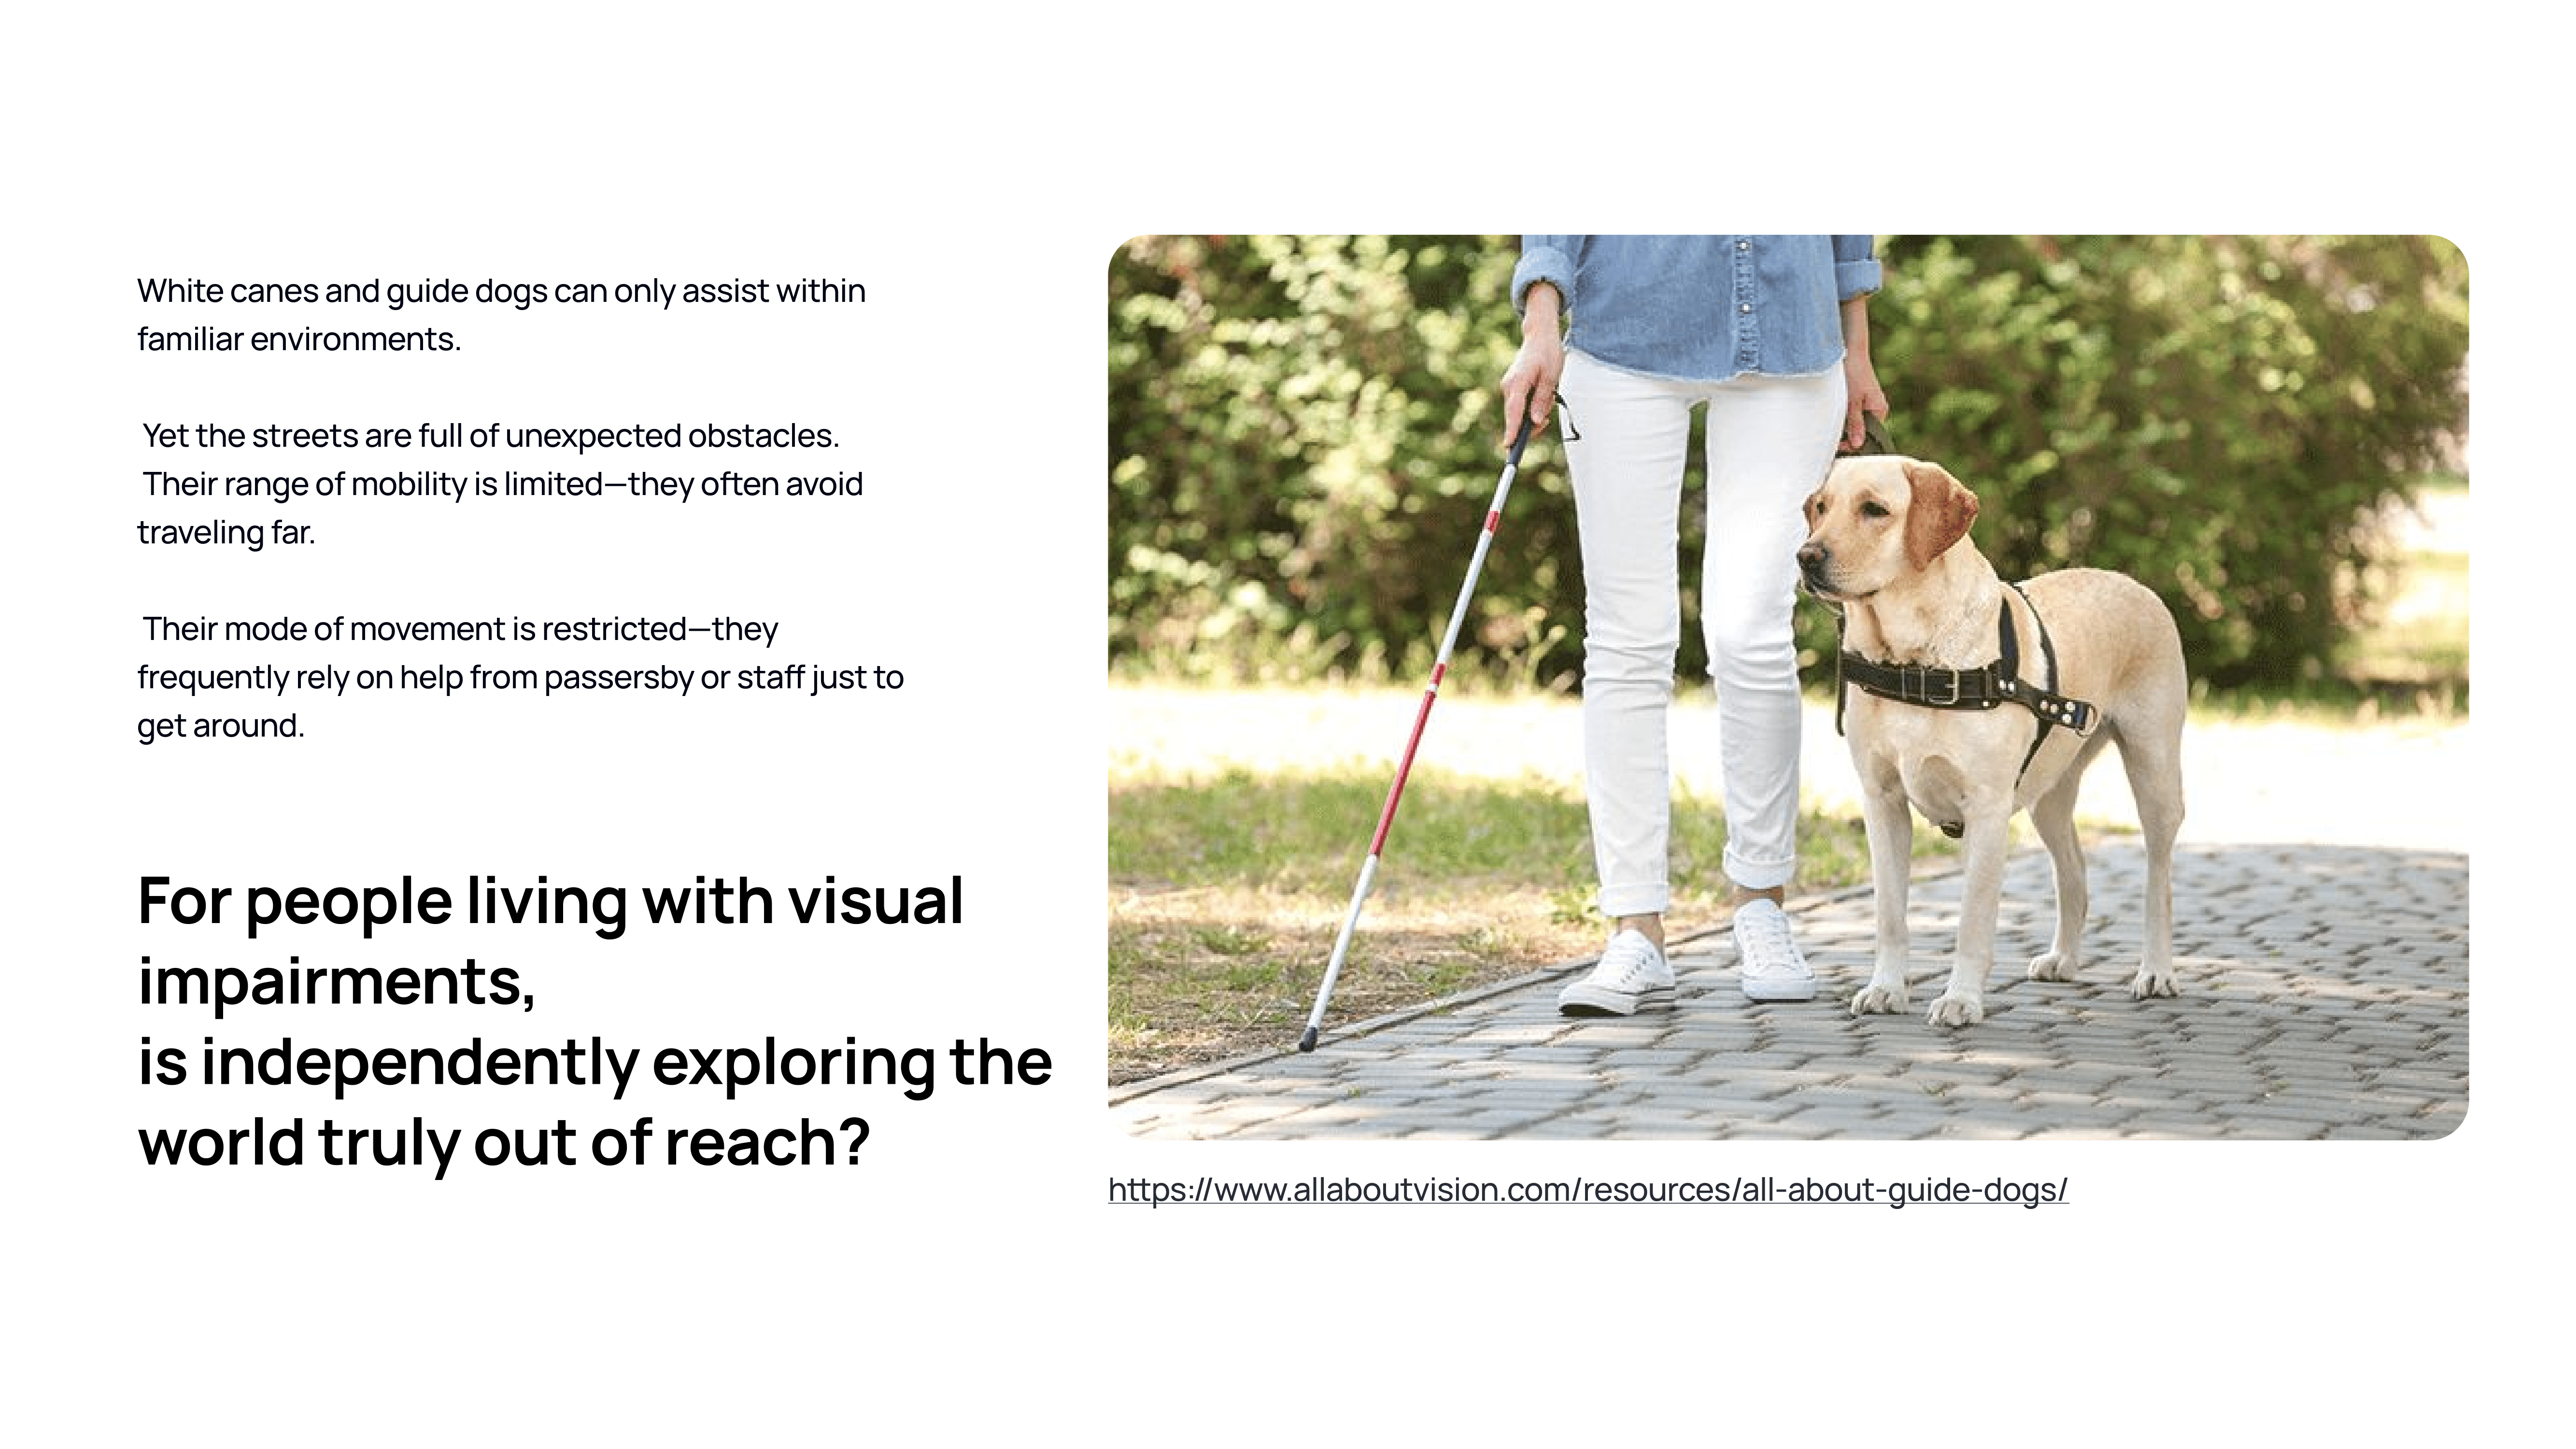 White canes and guide dogs can only assist within
familiar environments.
Yet the streets are full of unexpected obstacles.
Their range of mobility is limited—they often avoid
traveling far.
Their mode of movement is restricted—they
frequently rely on help from passersby or staff just to
get around.
For people living with visual
impairments,
is independently exploring the
world truly out of reach?
https://www.allaboutvision.com/resources/all-about-guide-dogs/